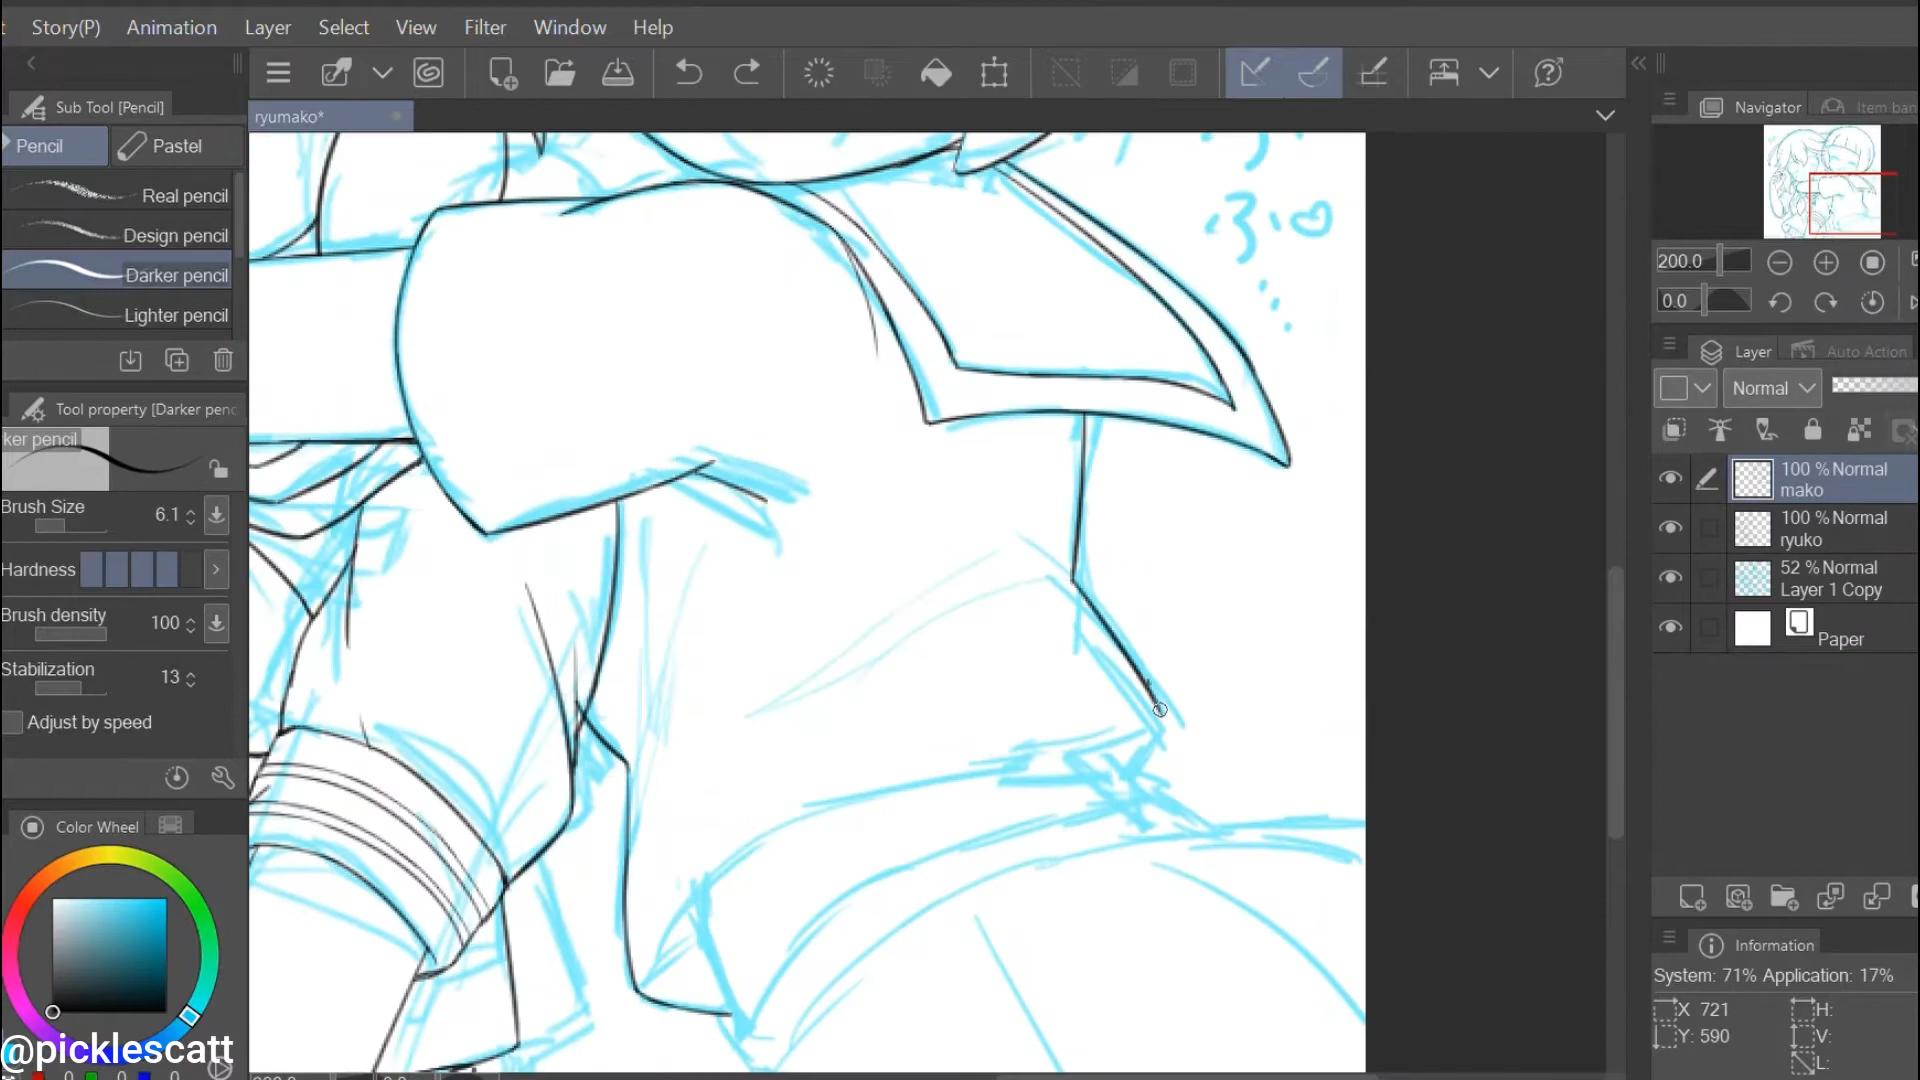 Story(P) Animation Layer Select View Filter Window Help
Sub Tool [Pencil]
Pencil Pastel
Real pencil
Design pencil
Darker pencil
Lighter pencil
Tool property [Darker penc
ker pencil
Brush Size 6.1
Hardness
Brush density 100
Stabilization 13
Adjust by speed
Color Wheel
@picklescatt
ryumako*
Navigator Item ban
200.0
0.0
Layer Auto Action
Normal
100 % Normal
mako
100 % Normal
ryuko
52 % Normal
Layer 1 Copy
Paper
Information
System: 71% Application: 17%
X 721 H:
Y: 590 V:
L: